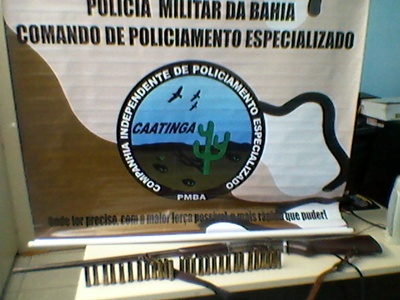 POLÍCIA MILITAR DA BAHIA
COMANDO DE POLICIAMENTO ESPECIALIZADO
COMPANHIA INDEPENDENTE DE POLICIAMENTO ESPECIALIZADO
CAATINGA
PMBA
Onde for preciso, com a maior força possível, o mais rápido que puder!